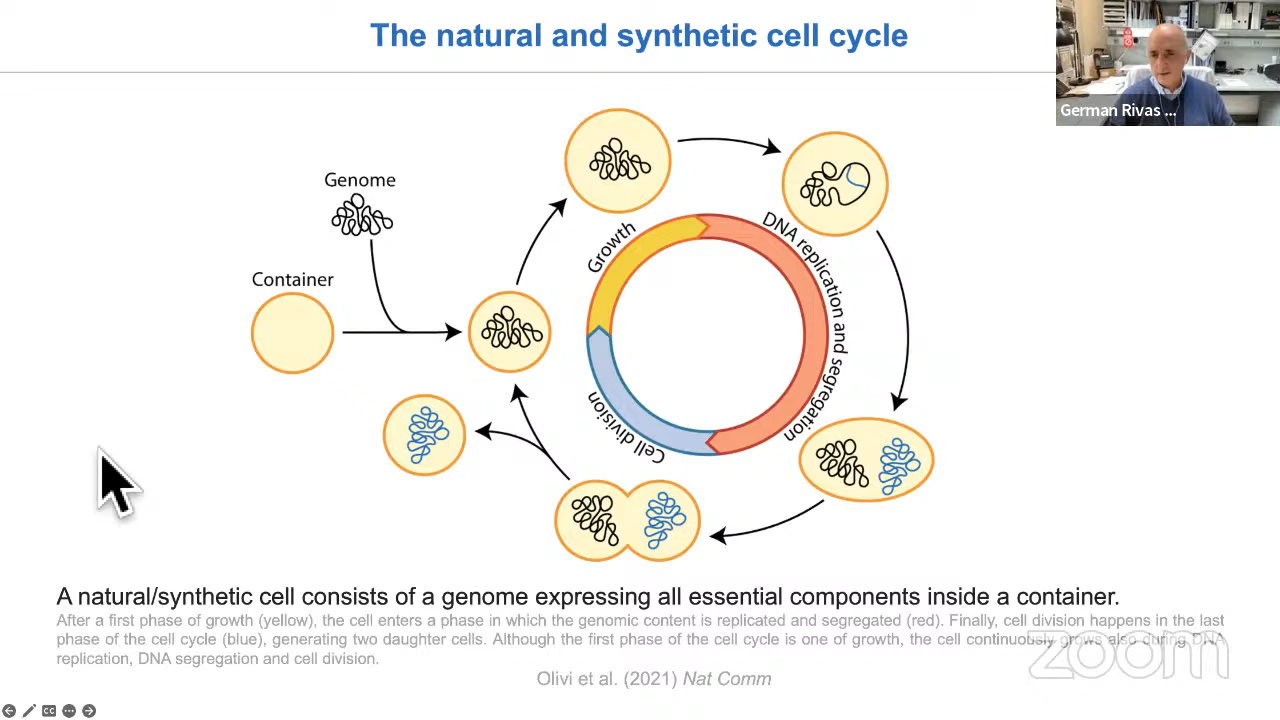 The natural and synthetic cell cycle
German Rivas ...
Genome
Container
Growth
DNA replication and segregation
Cell division
A natural/synthetic cell consists of a genome expressing all essential components inside a container.
After a first phase of growth (yellow), the cell enters a phase in which the genomic content is replicated and segregated (red). Finally, cell division happens in the last
phase of the cell cycle (blue), generating two daughter cells. Although the first phase of the cell cycle is one of growth, the cell continuously grows also during DNA
replication, DNA segregation and cell division.
zoom
Olivi et al. (2021) Nat Comm
CC